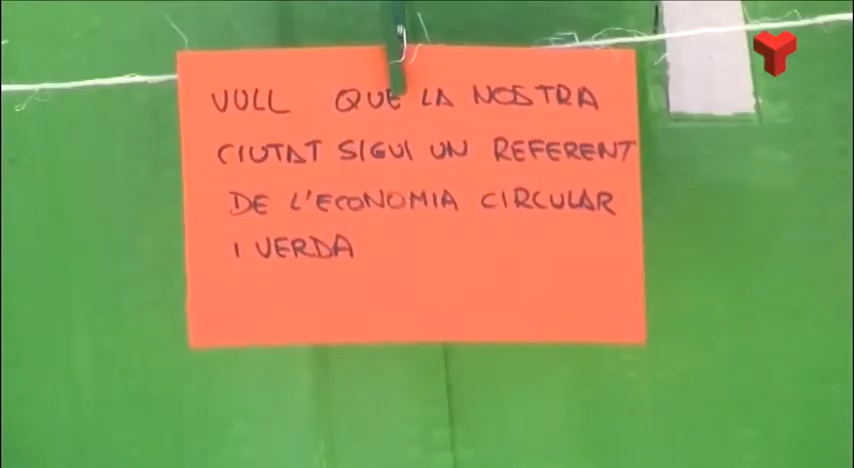 VULL QUE LA NOSTRA
CIUTAT SIGUI UN REFERENT
DE L'ECONOMIA CIRCULAR
I VERDA